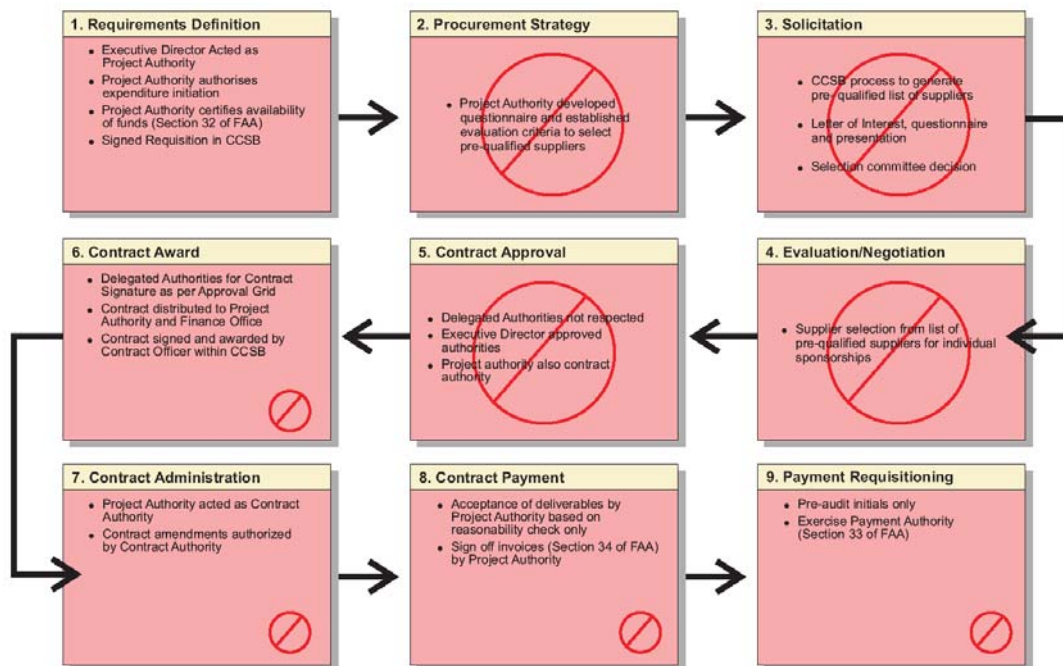 1. Requirements Definition
• Executive Director Acted as
Project Authority
• Project Authority authorises
expenditure initiation
• Project Authority certifies availability
of funds (Section 32 of FAA)
• Signed Requisition in CCSB
2. Procurement Strategy
• Project Authority developed
questionnaire and established
evaluation criteria to select
pre-qualified suppliers
3. Solicitation
• CCSB process to generate
pre-qualified list of suppliers
• Letter of Interest, questionnaire
and presentation
• Selection committee decision
4. Evaluation/Negotiation
• Supplier selection from list of
pre-qualified suppliers for individual
sponsorships
5. Contract Approval
• Delegated Authorities not respected
• Executive Director approved
authorities
• Project authority also contract
authority
6. Contract Award
• Delegated Authorities for Contract
Signature as per Approval Grid
• Contract distributed to Project
Authority and Finance Office
• Contract signed and awarded by
Contract Officer within CCSB
7. Contract Administration
• Project Authority acted as Contract
Authority
• Contract amendments authorized
by Contract Authority
8. Contract Payment
• Acceptance of deliverables by
Project Authority based on
reasonability check only
• Sign off invoices (Section 34 of FAA)
by Project Authority
9. Payment Requisitioning
• Pre-audit initials only
• Exercise Payment Authority
(Section 33 of FAA)